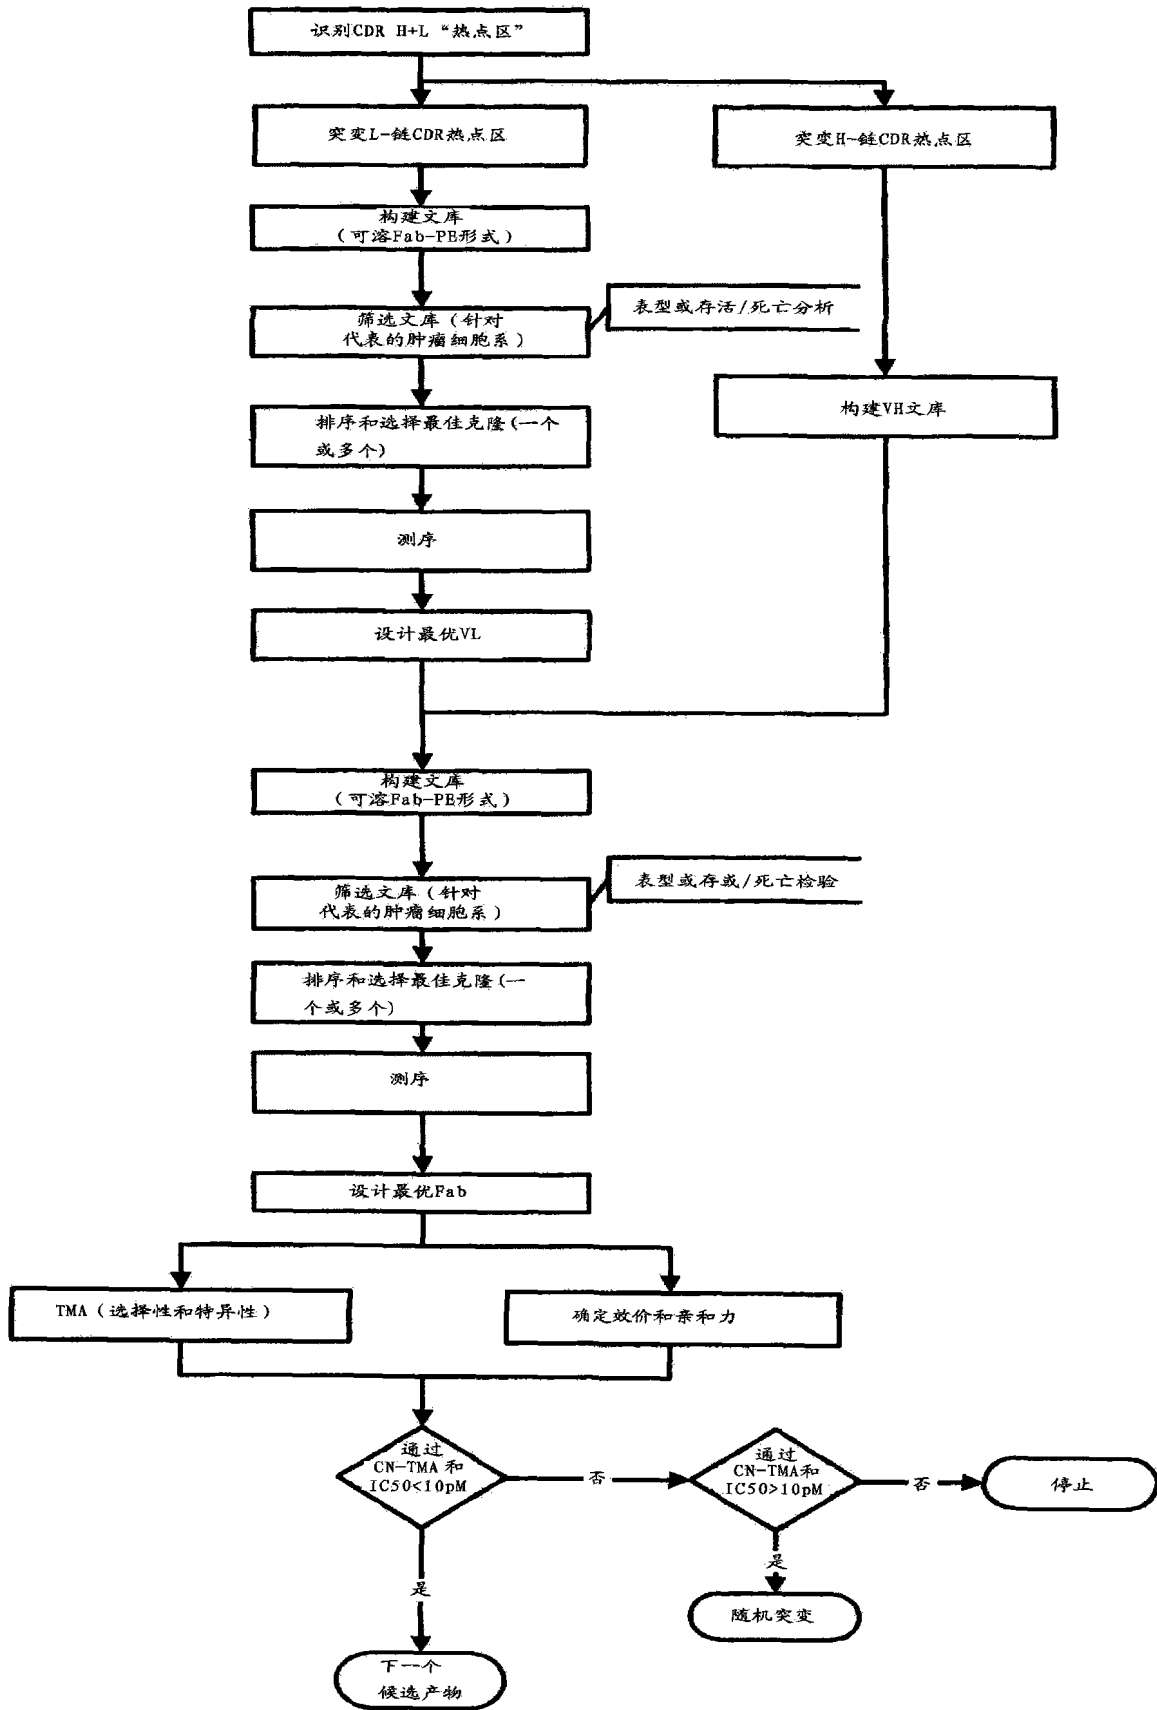 识别CDR H+L “热点区”
突变L-链CDR热点区
突变H-链CDR热点区
构建文库
(可溶Fab-PE形式)
表型或存活/死亡分析
筛选文库(针对
代表的肿瘤细胞系)
构建VH文库
排序和选择最佳克隆(一个
或多个)
测序
设计最优VL
构建文库
(可溶Fab-PE形式)
表型或存或/死亡检验
筛选文库(针对
代表的肿瘤细胞系)
排序和选择最佳克隆(一
个或多个)
测序
设计最优Fab
TMA(选择性和特异性)
确定效价和亲和力
通过
CN-TMA 和
IC50<10pM
否
通过
CN-TMA和
IC50>10pM
否
停止
是
是
随机突变
下一个
候选产物